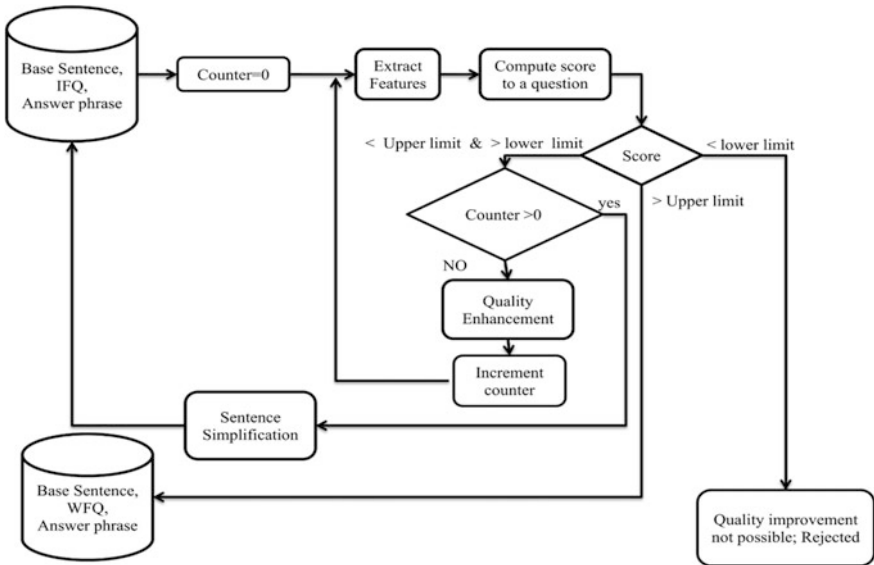 Base Sentence,
IFQ,
Answer phrase
Counter=0
Extract
Features
Compute score
to a question
< Upper limit & > lower limit
Score
< lower limit
> Upper limit
Counter >0
yes
NO
Quality
Enhancement
Increment
counter
Sentence
Simplification
Base Sentence,
WFQ,
Answer phrase
Quality improvement
not possible; Rejected